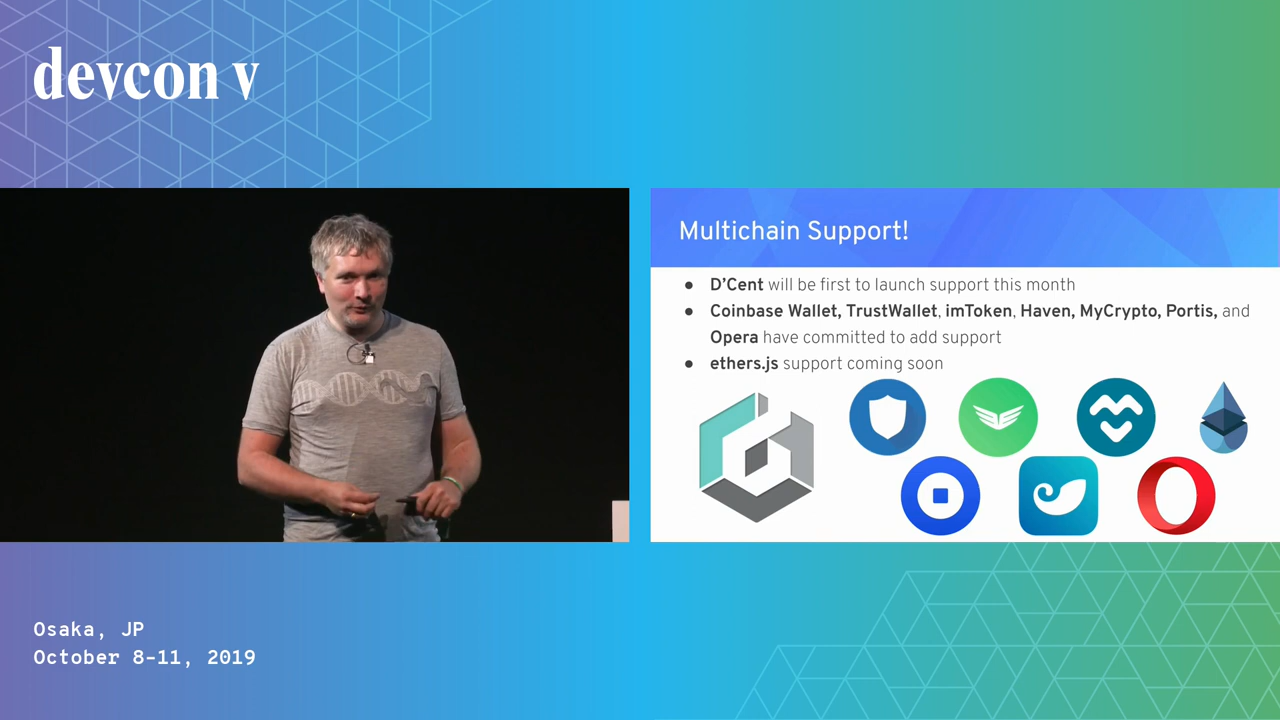 devcon v
Multichain Support!
● D’Cent will be first to launch support this month
● Coinbase Wallet, TrustWallet, imToken, Haven, MyCrypto, Portis, and
Opera have committed to add support
● ethers.js support coming soon
Osaka, JP
October 8-11, 2019